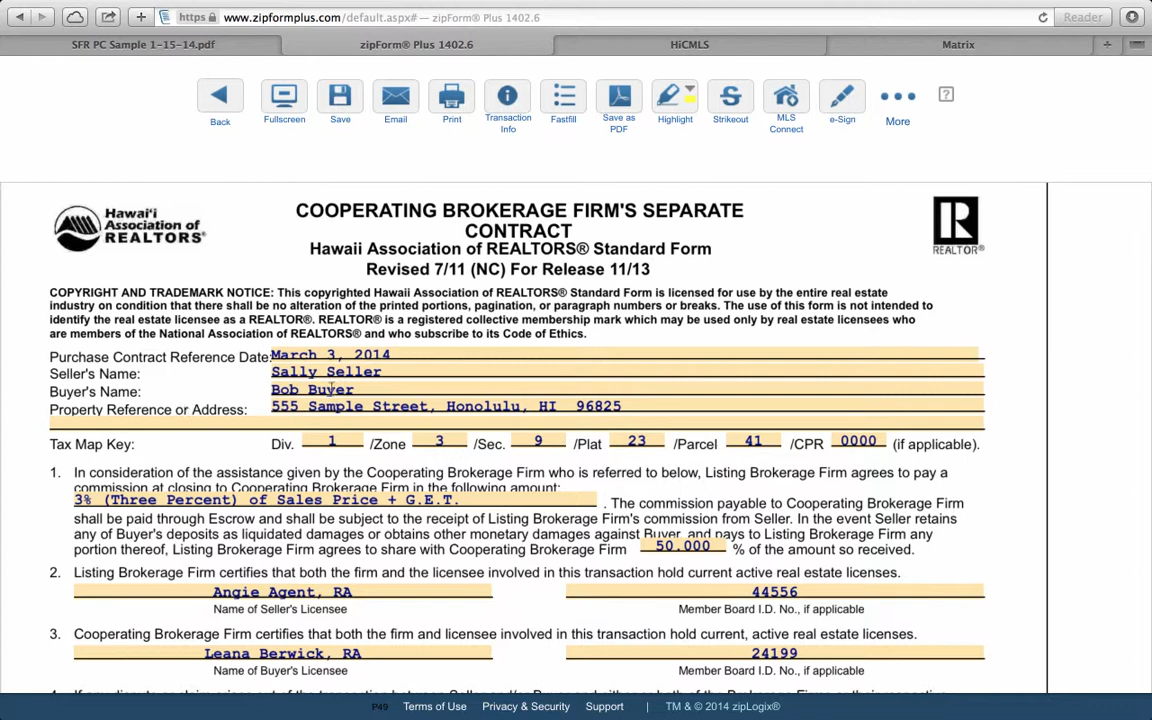 https www.zipformplus.com/default.aspx# — zipForm® Plus 1402.6
Reader
SFR PC Sample 1-15-14.pdf
zipForm® Plus 1402.6
HiCMLS
Matrix
Back
Fullscreen
Save
Email
Print
Transaction Info
Fastfill
Save as PDF
Highlight
Strikeout
MLS Connect
e-Sign
More
?
Hawai'i
Association of
REALTORS®
COOPERATING BROKERAGE FIRM'S SEPARATE
CONTRACT
Hawaii Association of REALTORS® Standard Form
Revised 7/11 (NC) For Release 11/13
R
REALTOR®
COPYRIGHT AND TRADEMARK NOTICE: This copyrighted Hawaii Association of REALTORS® Standard Form is licensed for use by the entire real estate
industry on condition that there shall be no alteration of the printed portions, pagination, or paragraph numbers or breaks. The use of this form is not intended to
identify the real estate licensee as a REALTOR®. REALTOR® is a registered collective membership mark which may be used only by real estate licensees who
are members of the National Association of REALTORS® and who subscribe to its Code of Ethics.
Purchase Contract Reference Date: March 3, 2014
Seller's Name: Sally Seller
Buyer's Name: Bob Buyer
Property Reference or Address: 555 Sample Street, Honolulu, HI 96825
Tax Map Key: Div. 1 /Zone 3 /Sec. 9 /Plat 23 /Parcel 41 /CPR 0000 (if applicable).
1. In consideration of the assistance given by the Cooperating Brokerage Firm who is referred to below, Listing Brokerage Firm agrees to pay a
commission at closing to Cooperating Brokerage Firm in the following amount:
3% (Three Percent) of Sales Price + G.E.T. . The commission payable to Cooperating Brokerage Firm
shall be paid through Escrow and shall be subject to the receipt of Listing Brokerage Firm's commission from Seller. In the event Seller retains
any of Buyer's deposits as liquidated damages or obtains other monetary damages against Buyer, and pays to Listing Brokerage Firm any
portion thereof, Listing Brokerage Firm agrees to share with Cooperating Brokerage Firm 50.000 % of the amount so received.
2. Listing Brokerage Firm certifies that both the firm and the licensee involved in this transaction hold current active real estate licenses.
Angie Agent, RA 44556
Name of Seller's Licensee Member Board I.D. No., if applicable
3. Cooperating Brokerage Firm certifies that both the firm and licensee involved in this transaction hold current, active real estate licenses.
Leana Berwick, RA 24199
Name of Buyer's Licensee Member Board I.D. No., if applicable
P49 Terms of Use Privacy & Security Support | TM & © 2014 zipLogix®